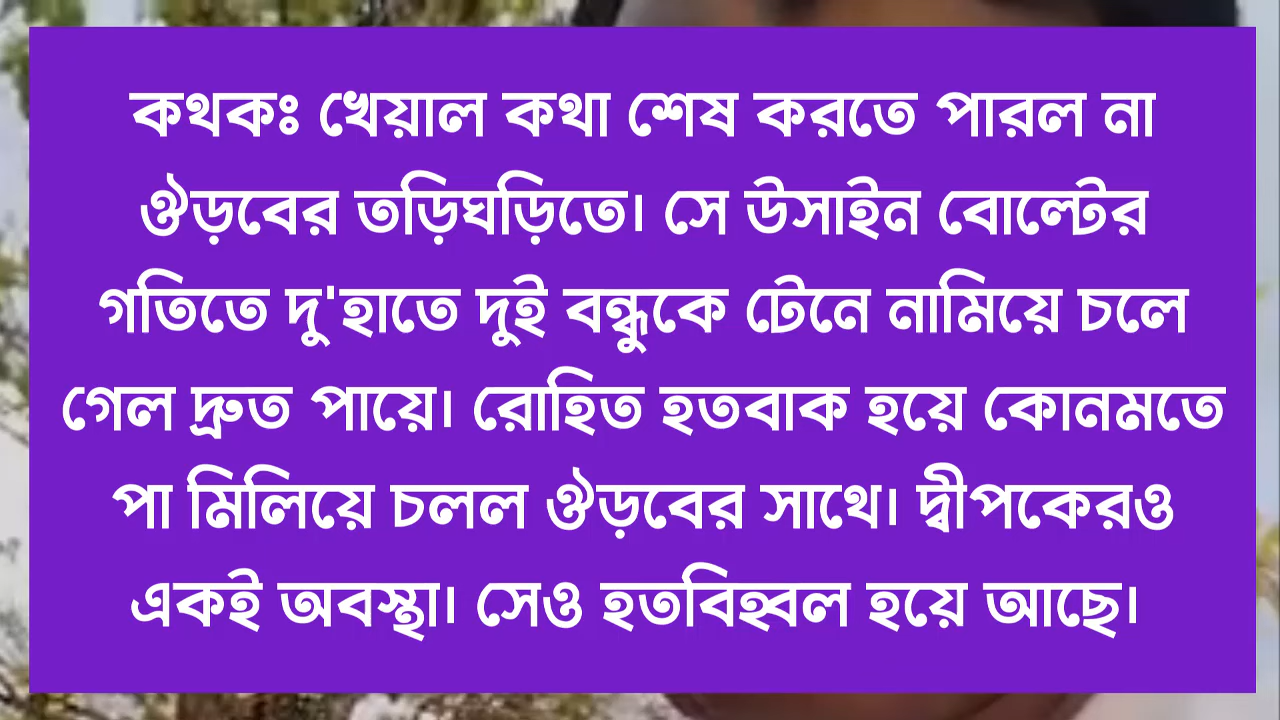 কথকঃ খেয়াল কথা শেষ করতে পারল না
ঔড়বের তড়িঘড়িতে। সে উসাইন বোল্টের
গতিতে দু'হাতে দুই বন্ধুকে টেনে নামিয়ে চলে
গেল দ্রুত পায়ে। রোহিত হতবাক হয়ে কোনমতে
পা মিলিয়ে চলল ঔড়বের সাথে। দ্বীপকেরও
একই অবস্থা। সেও হতবিহ্বল হয়ে আছে।